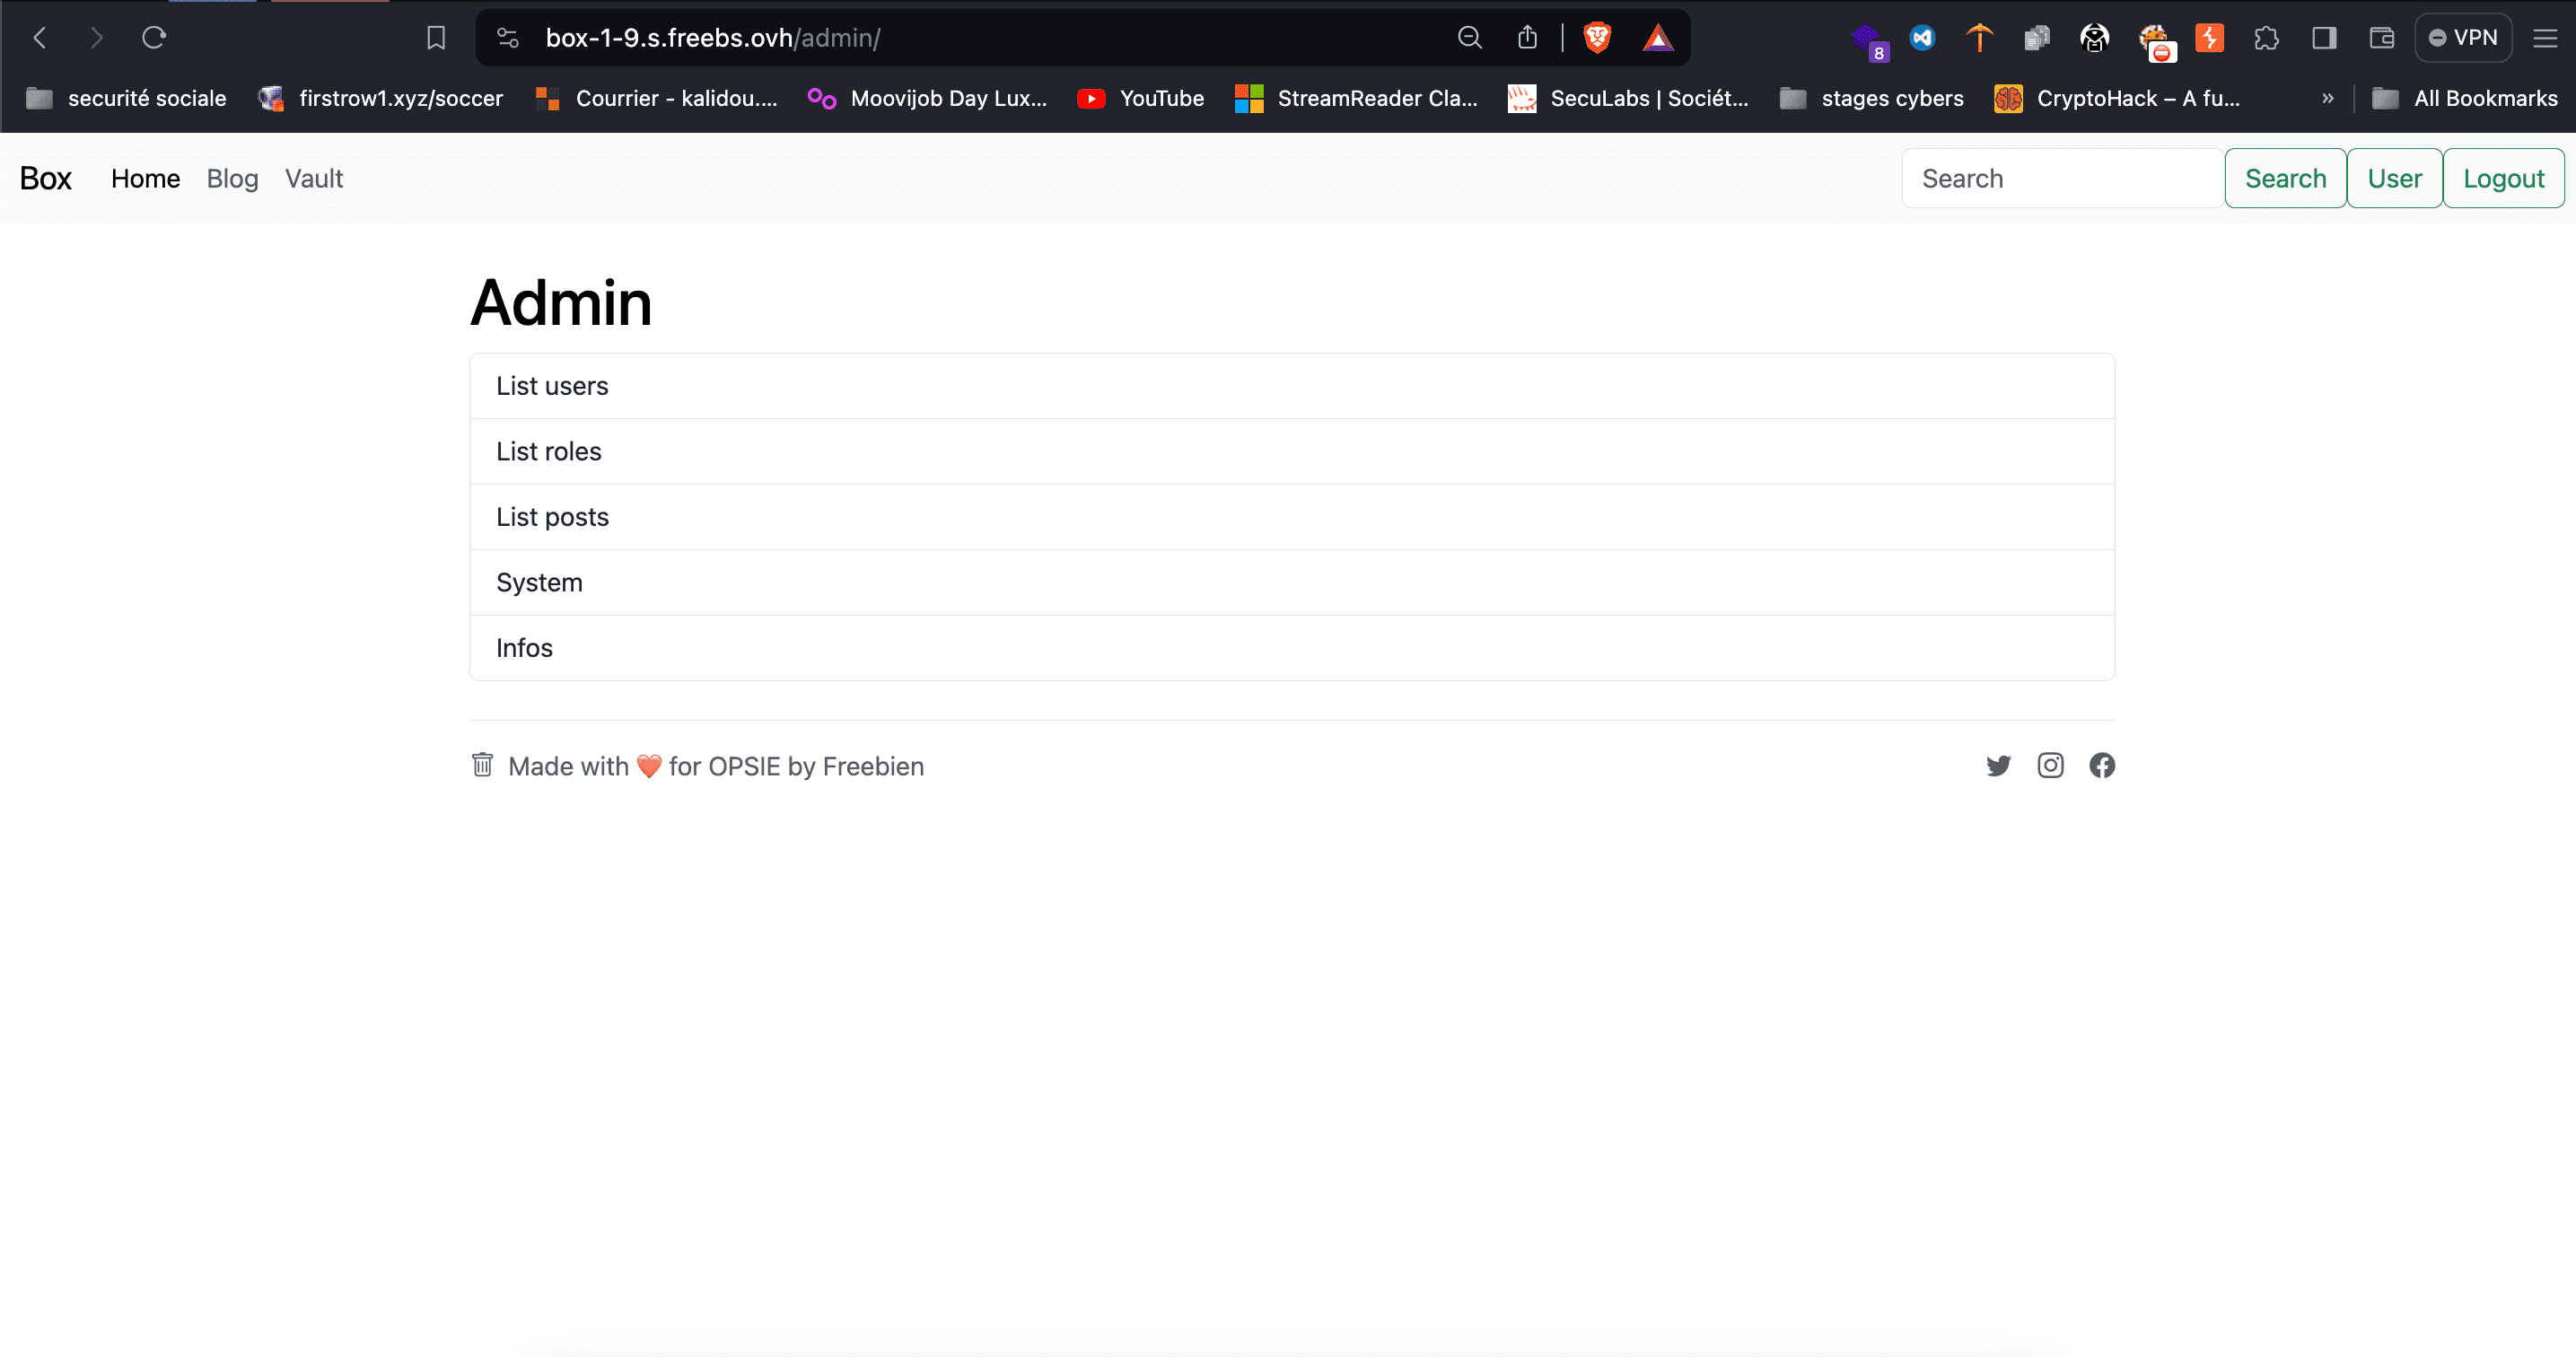 box-1-9.s.freebs.ovh/admin/
8
VPN
securité sociale
firstrow1.xyz/soccer
Courrier - kalidou....
Moovijob Day Lux...
YouTube
StreamReader Cla...
SecuLabs | Sociét...
stages cybers
CryptoHack – A fu...
»
All Bookmarks
Box
Home
Blog
Vault
Search
Search
User
Logout
Admin
List users
List roles
List posts
System
Infos
Made with ❤️ for OPSIE by Freebien